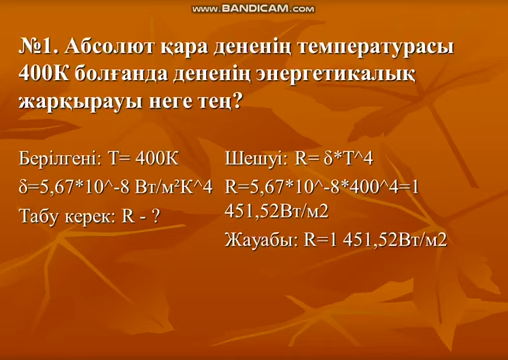 www.BANDICAM.com
№1. Абсолют қара дененің температурасы
400К болғанда дененің энергетикалық
жарқырауы неге тең?
Берілгені: T= 400К
δ=5,67*10^-8 Вт/м²К^4
Табу керек: R - ?
Шешуі: R= δ*T^4
R=5,67*10^-8*400^4=1
451,52Вт/м2
Жауабы: R=1 451,52Вт/м2